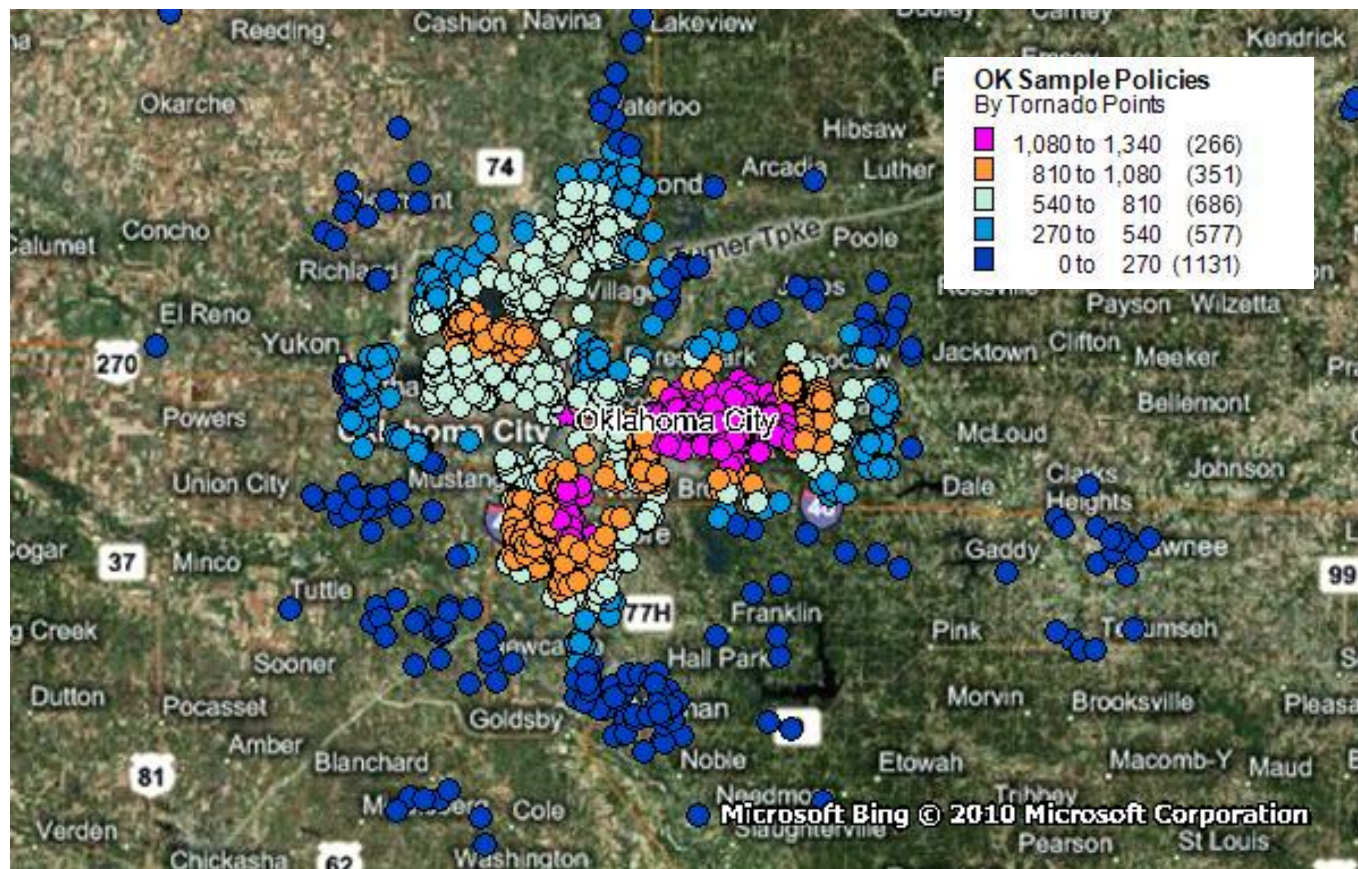 Reeding
Cashion
Navina
Lakeview
Kendrick
OK Sample Policies
By Tornado Points
1,080 to 1,340 (266)
810 to 1,080 (351)
540 to 810 (686)
270 to 540 (577)
0 to 270 (1131)
Okarche
Hibsaw
74
Arcadia
Luther
Concho
Calumet
Turner Tpke
Poole
Richland
Village
El Reno
Payson
Wilzetta
Yukon
270
Jacktown
Clifton
Meeker
Powers
Bellemont
Oklahoma City
Oklahoma City
McLoud
Union City
Mustang
Dale
Clarks
Heights
Johnson
37
Minco
Gaddy
99
Tuttle
77H
Franklin
Pink
Sooner
Hall Park
Dutton
Pocasset
Goldsby
Morvin
Brooksville
Amber
Blanchard
Noble
Etowah
Macomb-Y
Maud
81
Cole
Tribbey
Microsoft Bing © 2010 Microsoft Corporation
Slaughterville
Verden
Chickasha
62
Washington
Pearson
St Louis